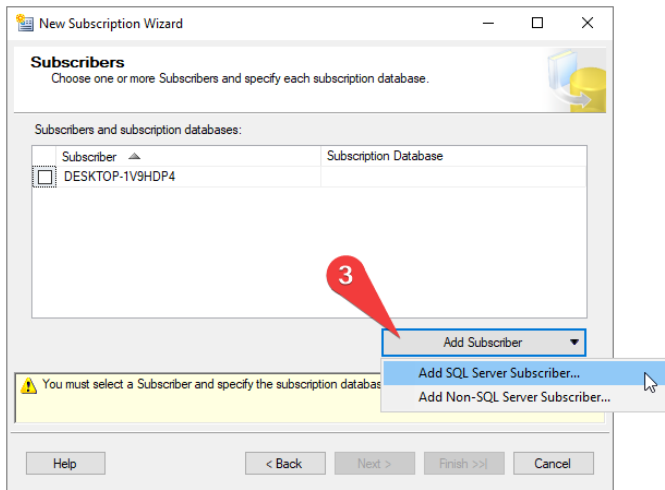 New Subscription Wizard
Subscribers
Choose one or more Subscribers and specify each subscription database.
Subscribers and subscription databases:
Subscriber Subscription Database
DESKTOP-1V9HDP4
3
Add Subscriber
Add SQL Server Subscriber...
You must select a Subscriber and specify the subscription databas
Add Non-SQL Server Subscriber...
Help < Back Next > Finish >>| Cancel